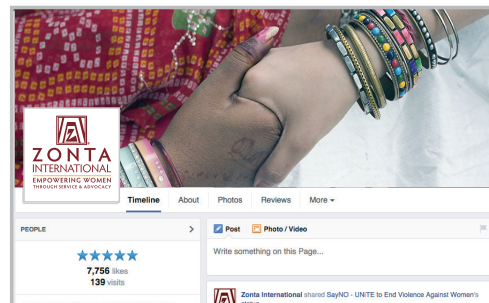 ZONTA
INTERNATIONAL
EMPOWERING WOMEN
THROUGH SERVICE & ADVOCACY
Timeline About Photos Reviews More
PEOPLE
7,756 likes
139 visits
Post Photo / Video
Write something on this Page...
Zonta International shared SayNO - UNiTE to End Violence Against Women's
status